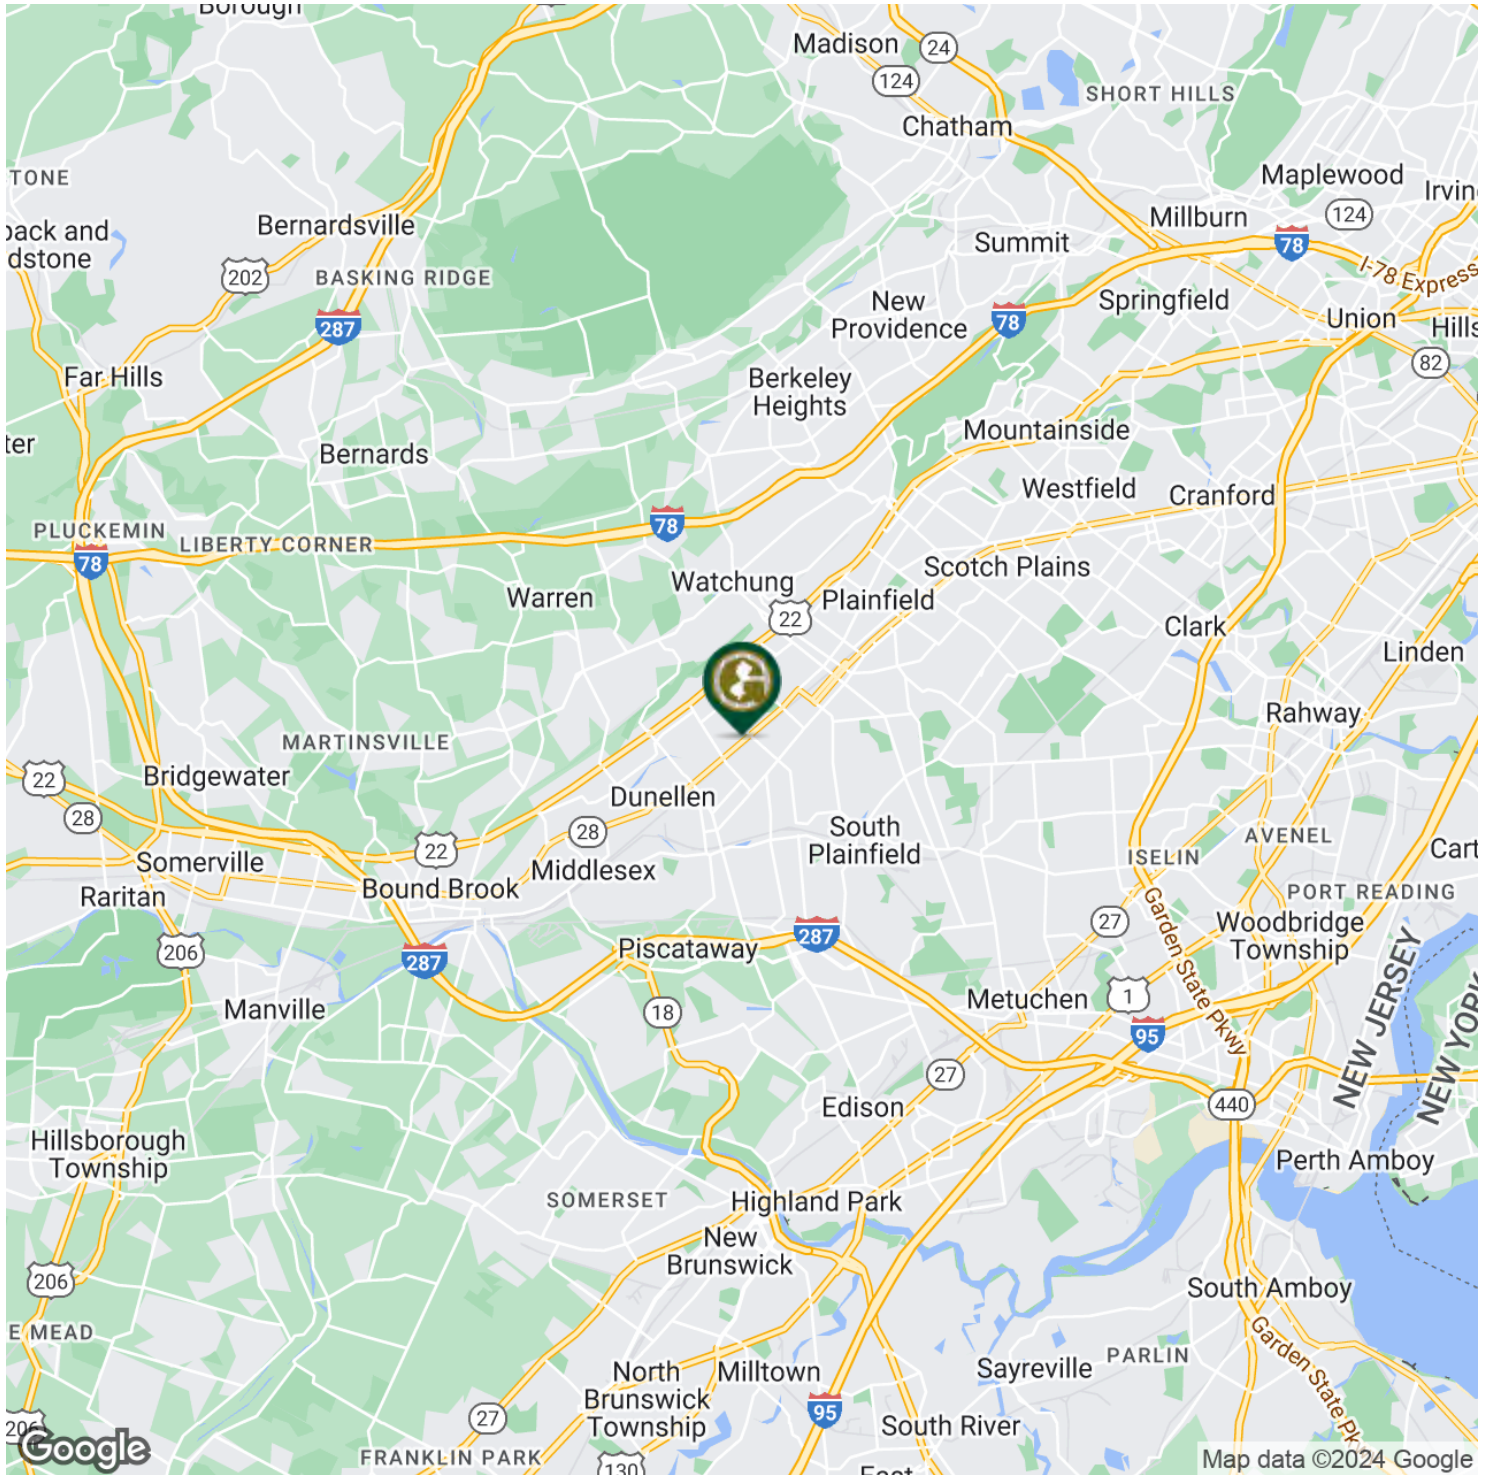 Borough
Madison
24
124
SHORT HILLS
Chatham
TONE
Maplewood
Irvin
124
Millburn
Bernardsville
back and
dstone
Summit
78
202
BASKING RIDGE
I-78 Express
New
Providence
Springfield
78
287
Union
Hills
82
Far Hills
Berkeley
Heights
Mountainside
ter
Bernards
Westfield
Cranford
PLUCKEMIN
78
LIBERTY CORNER
78
Scotch Plains
Watchung
Warren
22
Plainfield
Clark
Linden
Rahway
MARTINSVILLE
22
Bridgewater
Dunellen
28
28
South
Plainfield
AVENEL
22
Cart
ISELIN
Somerville
Middlesex
Bound Brook
Raritan
PORT READING
27
Garden State Pkwy
Woodbridge
Township
287
206
287
Piscataway
NEW JERSEY
NEW YORK
Manville
18
Metuchen
1
95
27
Edison
440
Hillsborough
Township
Perth Amboy
SOMERSET
Highland Park
New
Brunswick
206
South Amboy
E MEAD
Garden State Pk
North
Brunswick
Township
Milltown
Sayreville
PARLIN
27
95
South River
206
Google
FRANKLIN PARK
130
East
Map data ©2024 Google